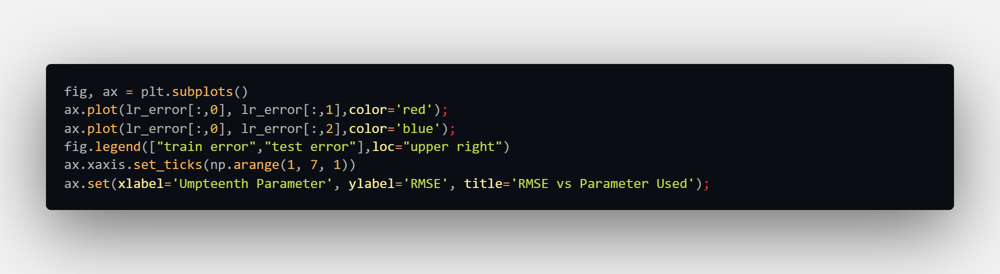 fig, ax = plt.subplots()
ax.plot(lr_error[:,0], lr_error[:,1],color='red');
ax.plot(lr_error[:,0], lr_error[:,2],color='blue');
fig.legend(["train error","test error"],loc="upper right")
ax.xaxis.set_ticks(np.arange(1, 7, 1))
ax.set(xlabel='Umpteenth Parameter', ylabel='RMSE', title='RMSE vs Parameter Used');